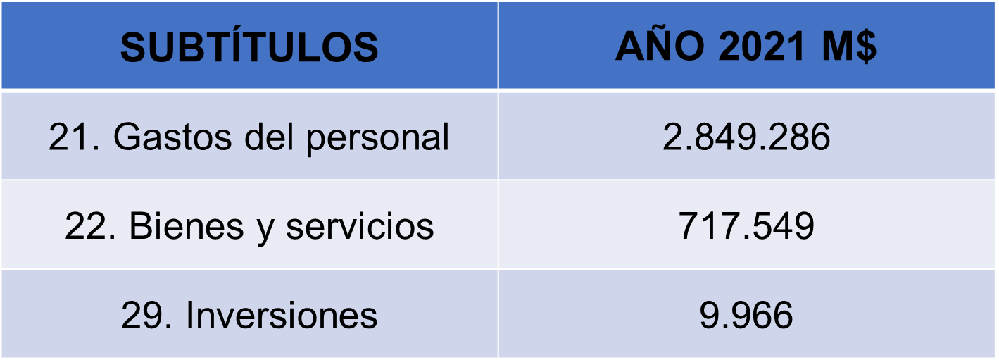 SUBTÍTULOS AÑO 2021 M$
21. Gastos del personal 2.849.286
22. Bienes y servicios 717.549
29. Inversiones 9.966